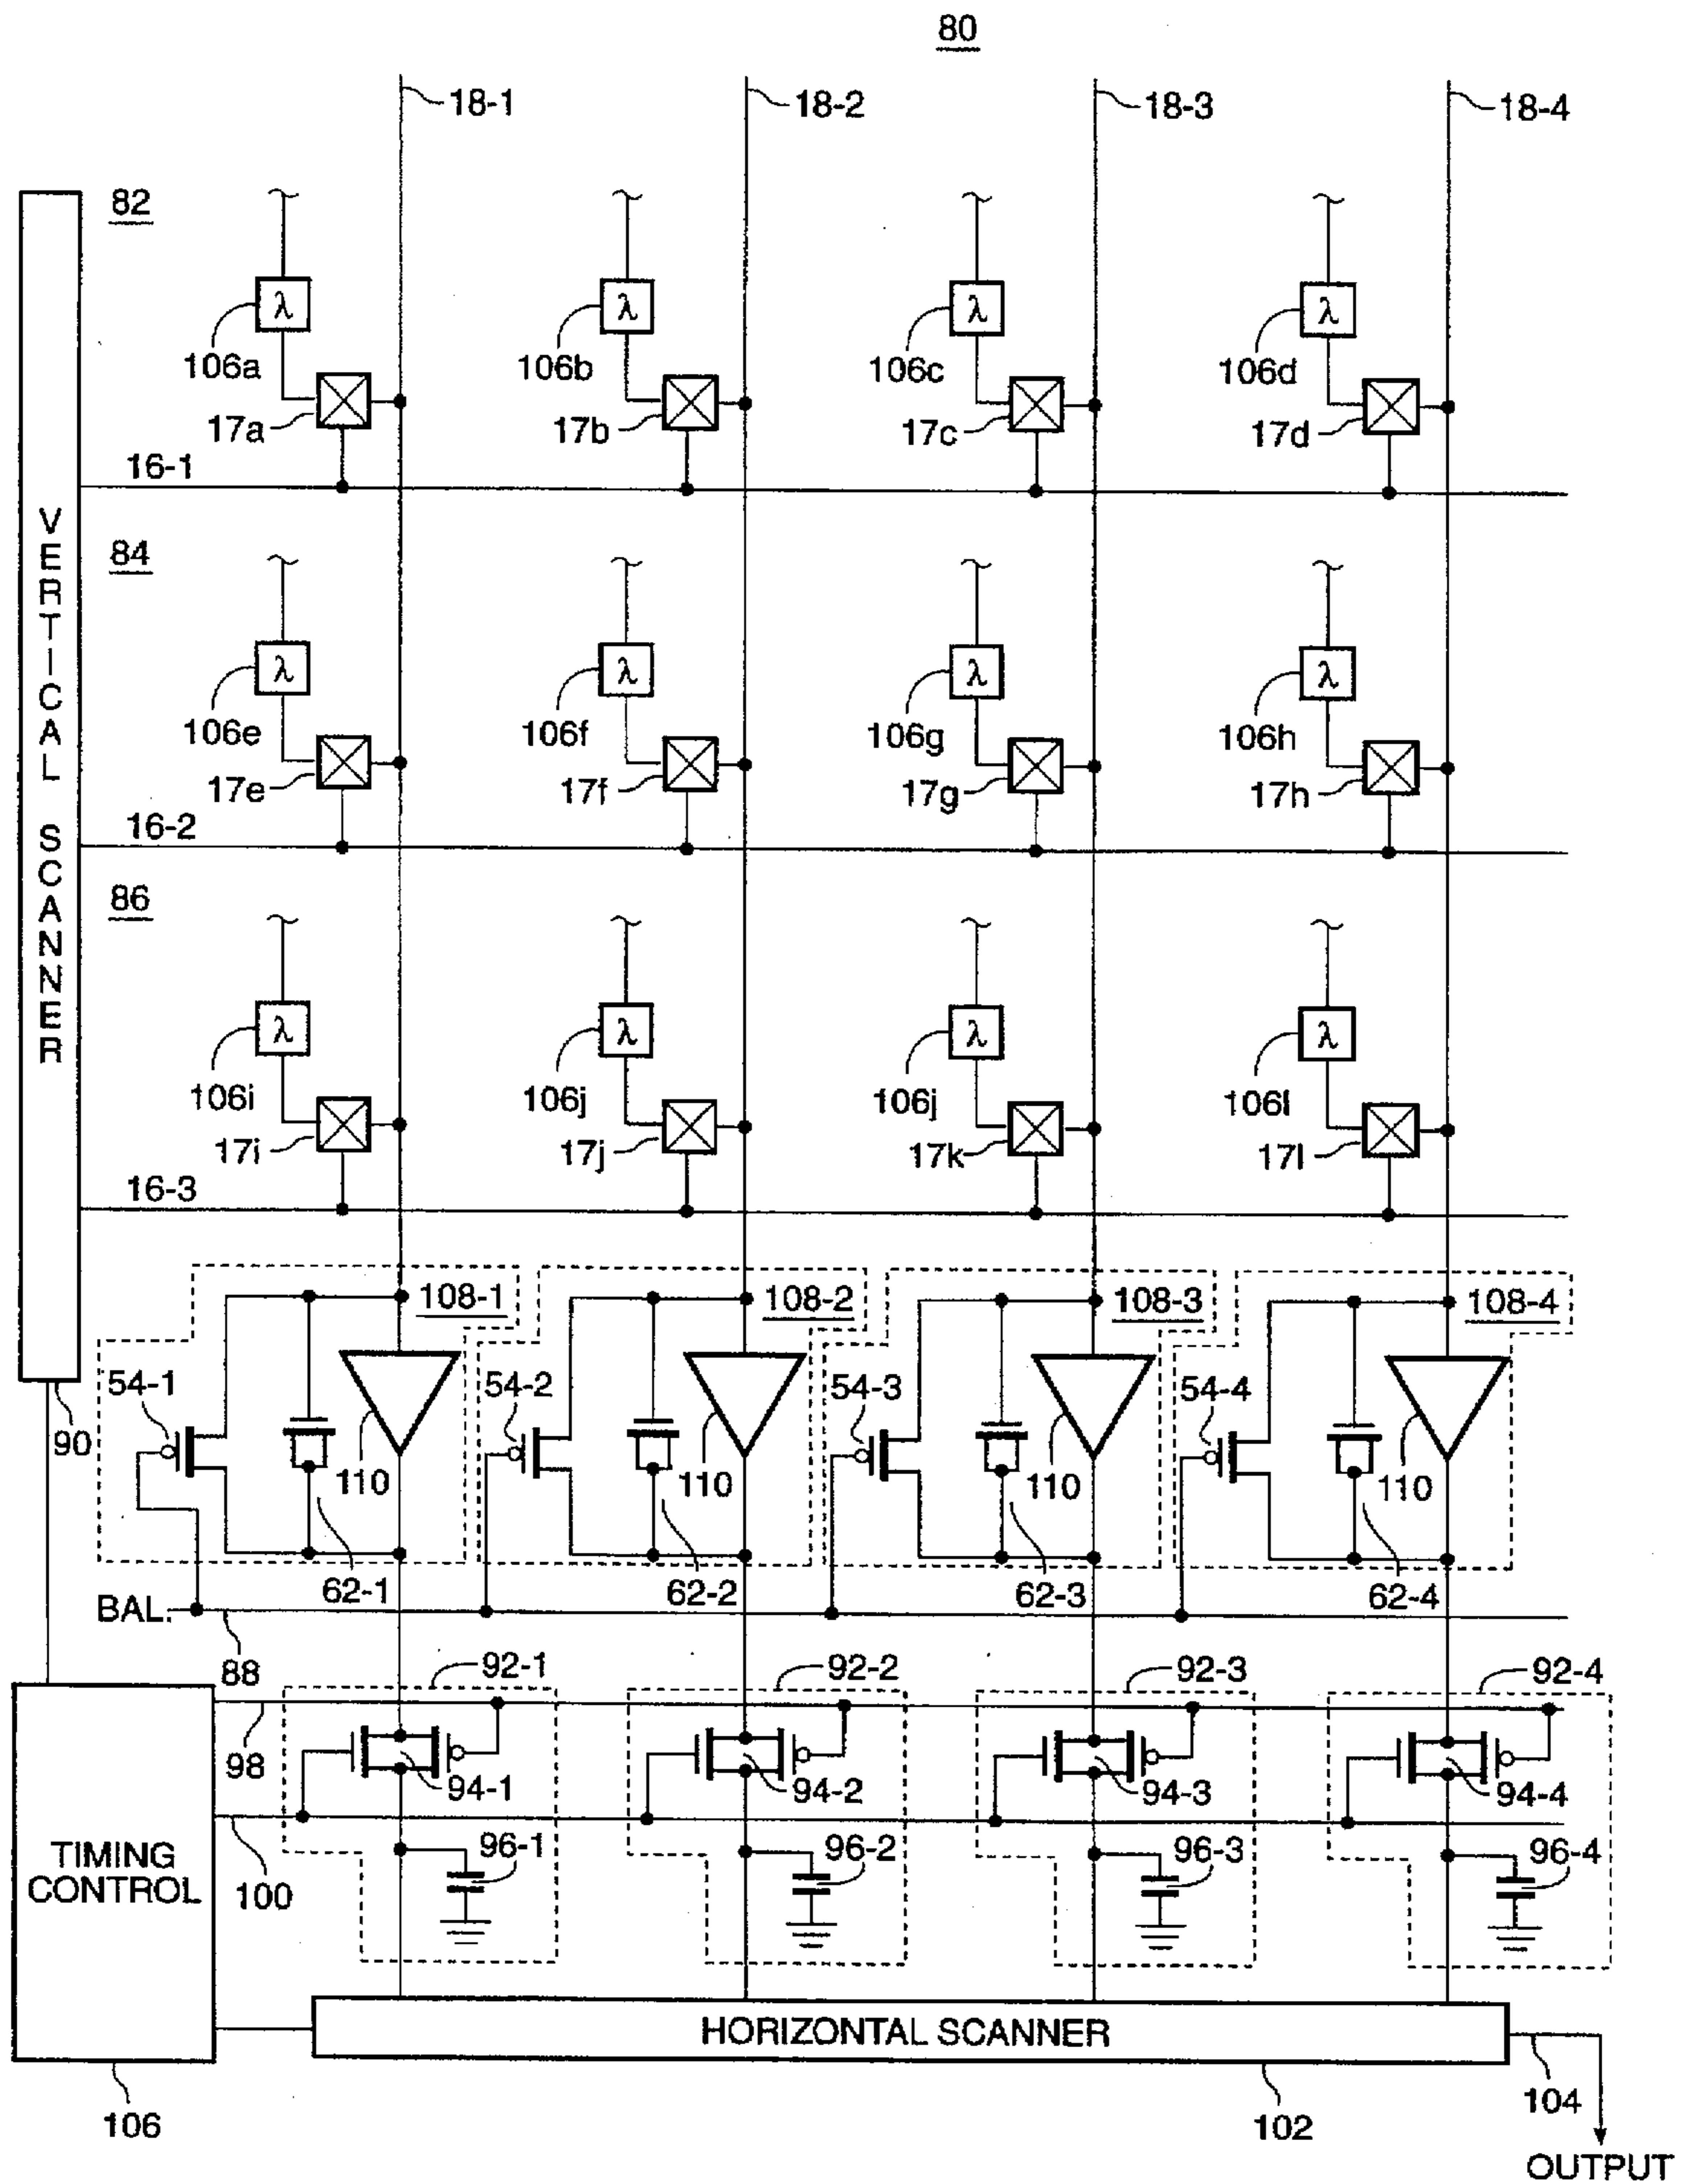 80
18-1 18-2 18-3 18-4
82
λ λ λ λ
106a 106b 106c 106d
17a 17b 17c 17d
16-1
VERTICAL SCANNER
84
λ λ λ λ
106e 106f 106g 106h
17e 17f 17g 17h
16-2
86
λ λ λ λ
106i 106j 106j 106l
17i 17j 17k 17l
16-3
108-1 108-2 108-3 108-4
54-1 54-2 54-3 54-4
90
110 110 110 110
62-1 62-2 62-3 62-4
BAL.
88
92-1 92-2 92-3 92-4
98
94-1 94-2 94-3 94-4
TIMING
CONTROL
100
96-1 96-2 96-3 96-4
HORIZONTAL SCANNER
106
102
104
OUTPUT